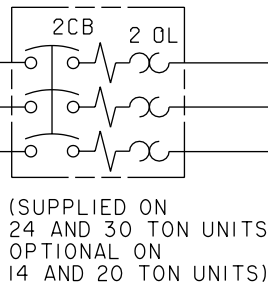 2CB 2 OL
(SUPPLIED ON
24 AND 30 TON UNITS
OPTIONAL ON
14 AND 20 TON UNITS)